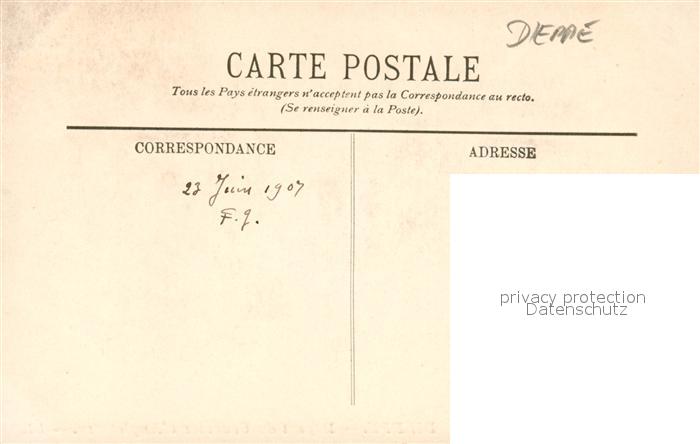 DIEPPE
CARTE POSTALE
Tous les Pays étrangers n'acceptent pas la Correspondance au recto.
(Se renseigner à la Poste).
CORRESPONDANCE
ADRESSE
23 Juin 1907
F. J.
privacy protection
Datenschutz